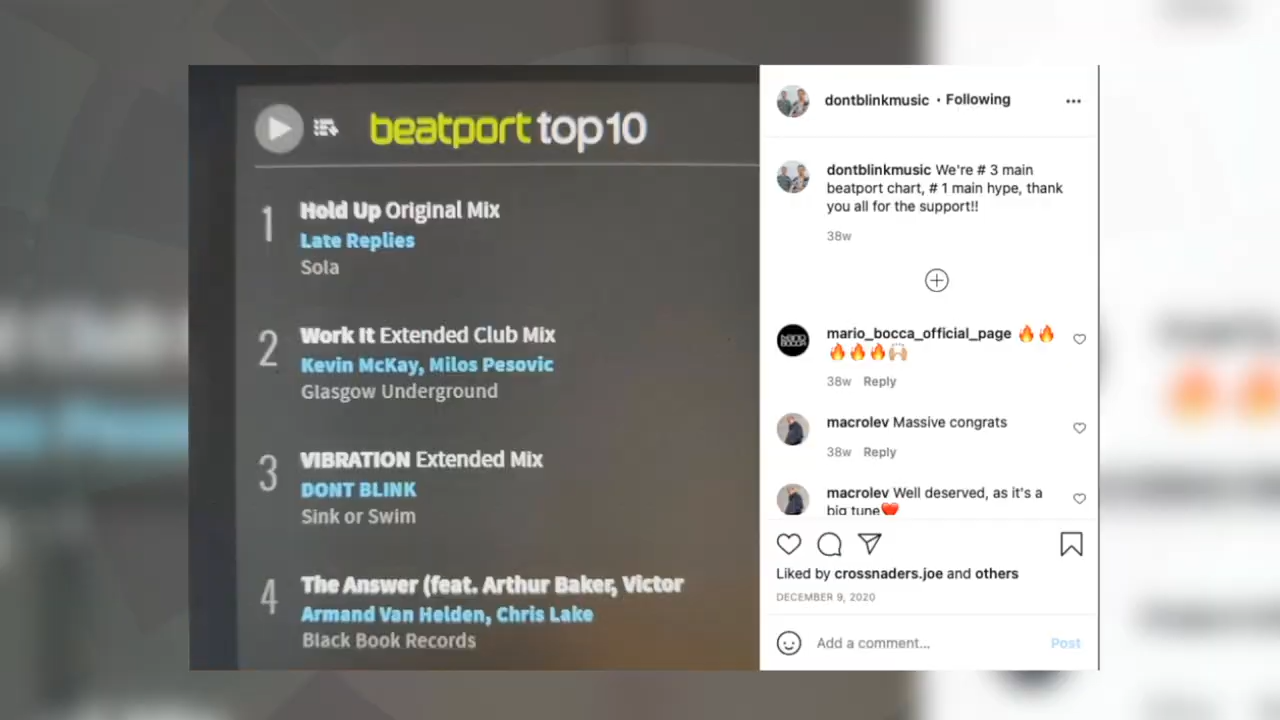 beatport top10
1
Hold Up Original Mix
Late Replies
Sola
2
Work It Extended Club Mix
Kevin McKay, Milos Pesovic
Glasgow Underground
3
VIBRATION Extended Mix
DONT BLINK
Sink or Swim
4
The Answer (feat. Arthur Baker, Victor
Armand Van Helden, Chris Lake
Black Book Records
dontblinkmusic • Following
dontblinkmusic We're # 3 main
beatport chart, # 1 main hype, thank
you all for the support!!
38w
mario_bocca_official_page 🔥🔥
🔥🔥🔥🙌🏼
38w Reply
macrolev Massive congrats
38w Reply
macrolev Well deserved, as it's a
big tune❤️
Liked by crossnaders.joe and others
DECEMBER 9, 2020
Add a comment...
Post